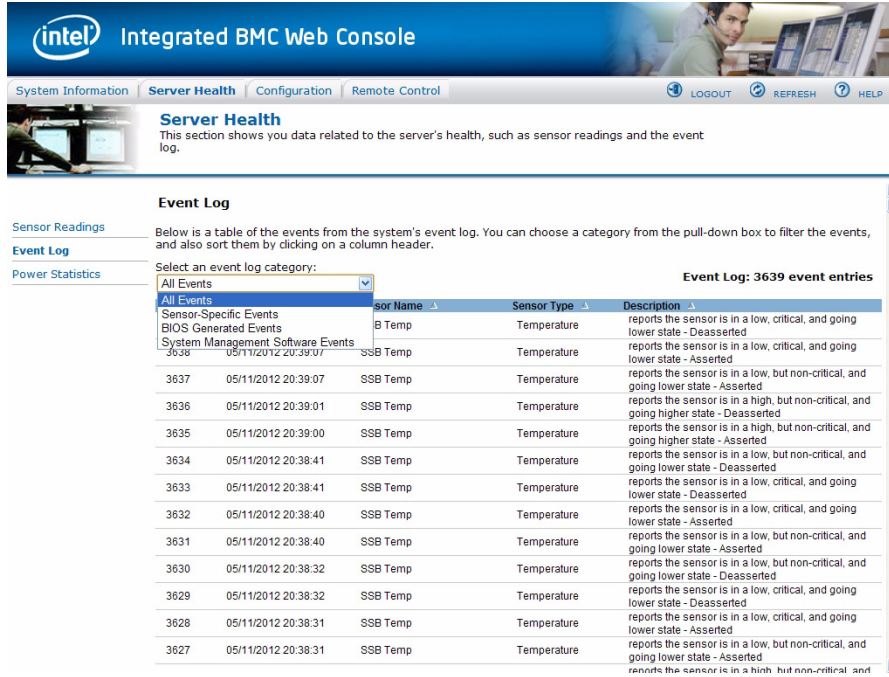 intel Integrated BMC Web Console
System Information Server Health Configuration Remote Control LOGOUT REFRESH HELP
Server Health
This section shows you data related to the server's health, such as sensor readings and the event
log.
Sensor Readings
Event Log
Power Statistics
Event Log
Below is a table of the events from the system's event log. You can choose a category from the pull-down box to filter the events,
and also sort them by clicking on a column header.
Select an event log category:
All Events
Event Log: 3639 event entries
All Events
Sensor-Specific Events
BIOS Generated Events
System Management Software Events
Name Sensor Type Description
Temp Temperature reports the sensor is in a low, critical, and going
lower state - Deasserted
3638 05/11/2012 20:39:07 SSB Temp Temperature reports the sensor is in a low, critical, and going
lower state - Asserted
3637 05/11/2012 20:39:07 SSB Temp Temperature reports the sensor is in a low, but non-critical, and
going lower state - Asserted
3636 05/11/2012 20:39:01 SSB Temp Temperature reports the sensor is in a high, but non-critical, and
going higher state - Deasserted
3635 05/11/2012 20:39:00 SSB Temp Temperature reports the sensor is in a high, but non-critical, and
going higher state - Asserted
3634 05/11/2012 20:38:41 SSB Temp Temperature reports the sensor is in a low, but non-critical, and
going lower state - Deasserted
3633 05/11/2012 20:38:41 SSB Temp Temperature reports the sensor is in a low, critical, and going
lower state - Deasserted
3632 05/11/2012 20:38:40 SSB Temp Temperature reports the sensor is in a low, critical, and going
lower state - Asserted
3631 05/11/2012 20:38:40 SSB Temp Temperature reports the sensor is in a low, but non-critical, and
going lower state - Asserted
3630 05/11/2012 20:38:32 SSB Temp Temperature reports the sensor is in a low, but non-critical, and
going lower state - Deasserted
3629 05/11/2012 20:38:32 SSB Temp Temperature reports the sensor is in a low, critical, and going
lower state - Deasserted
3628 05/11/2012 20:38:31 SSB Temp Temperature reports the sensor is in a low, critical, and going
lower state - Asserted
3627 05/11/2012 20:38:31 SSB Temp Temperature reports the sensor is in a low, but non-critical, and
going lower state - Asserted
reports the sensor is in a high, but non-critical, and